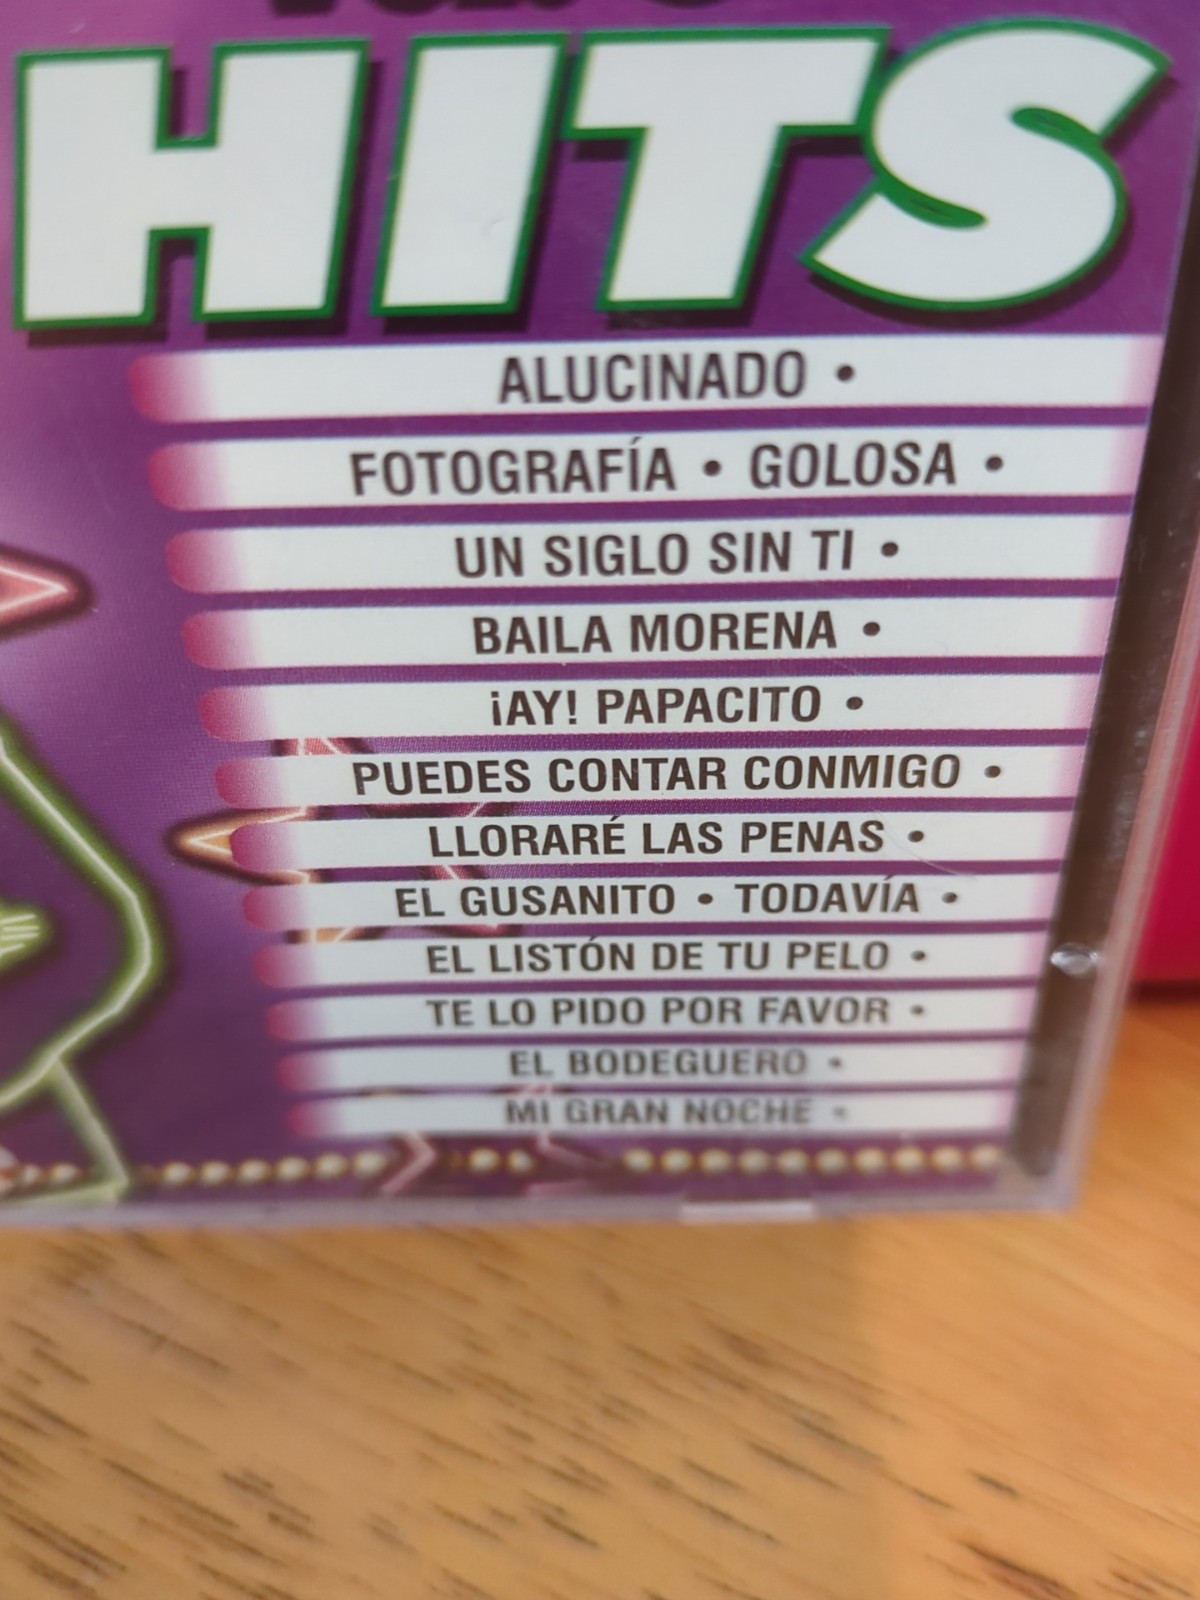 HITS
ALUCINADO •
FOTOGRAFÍA • GOLOSA •
UN SIGLO SIN TI •
BAILA MORENA •
¡AY! PAPACITO •
PUEDES CONTAR CONMIGO •
LLORARÉ LAS PENAS •
EL GUSANITO • TODAVÍA •
EL LISTÓN DE TU PELO •
TE LO PIDO POR FAVOR •
EL BODEGUERO •
MI GRAN NOCHE •